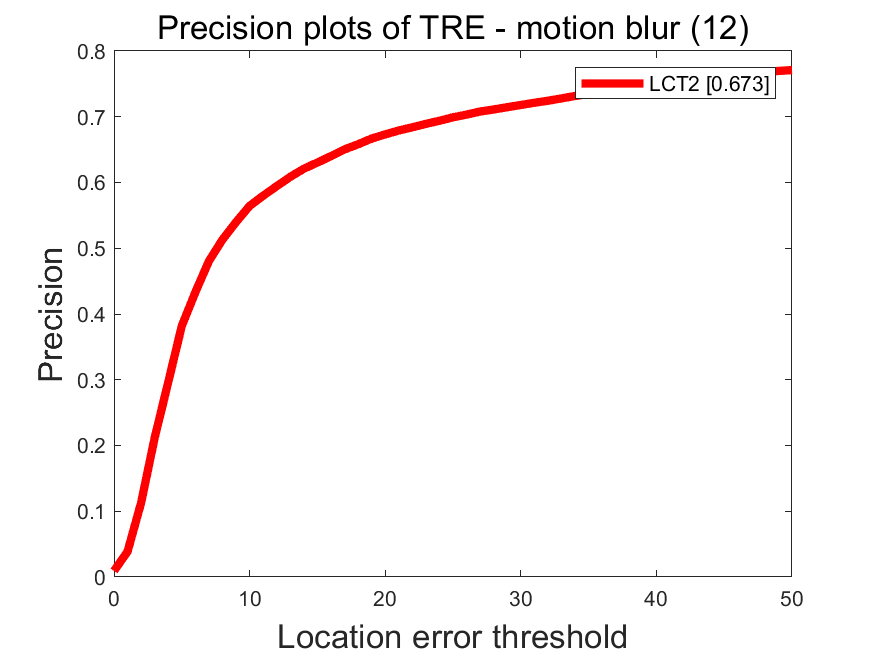 Precision plots of TRE - motion blur (12)
LCT2 [0.673]
Precision
0.8
0.7
0.6
0.5
0.4
0.3
0.2
0.1
0
0 10 20 30 40 50
Location error threshold